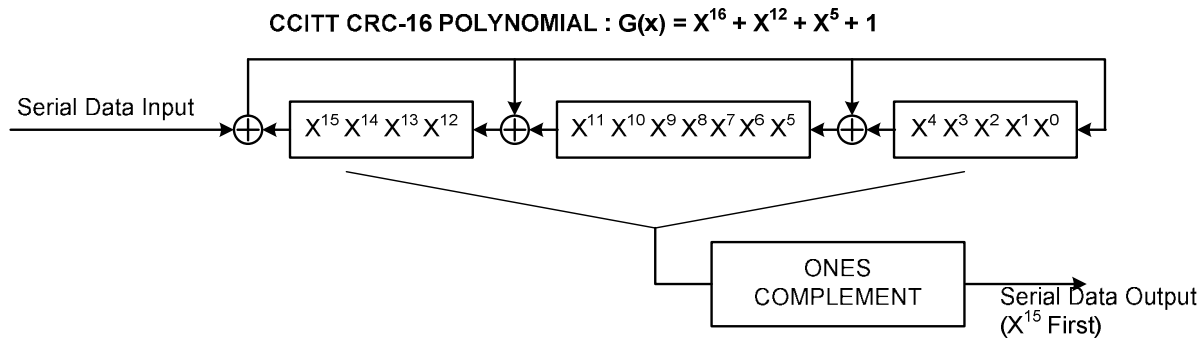 CCITT CRC-16 POLYNOMIAL : G(x) = X¹⁶ + X¹² + X⁵ + 1
Serial Data Input
X¹⁵ X¹⁴ X¹³ X¹²
X¹¹ X¹⁰ X⁹ X⁸ X⁷ X⁶ X⁵
X⁴ X³ X² X¹ X⁰
ONES
COMPLEMENT
Serial Data Output
(X¹⁵ First)